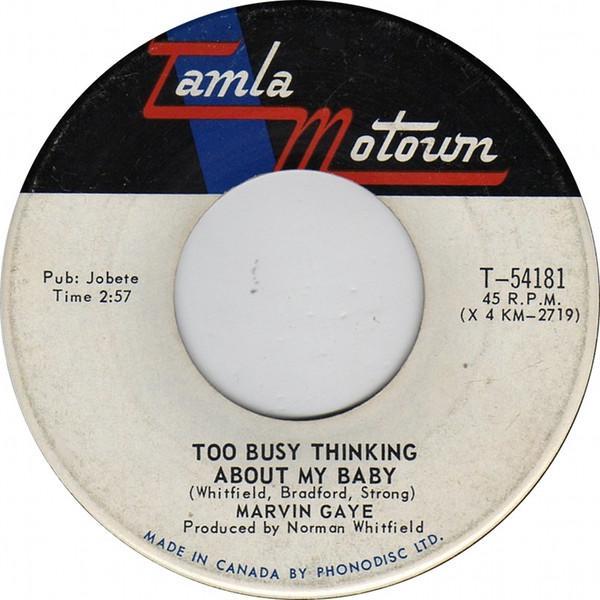 Tamla
Motown
Pub: Jobete
Time 2:57
T-54181
45 R.P.M.
(X 4 KM-2719)
TOO BUSY THINKING
ABOUT MY BABY
(Whitfield, Bradford, Strong)
MARVIN GAYE
Produced by Norman Whitfield
MADE IN CANADA BY PHONODISC LTD.